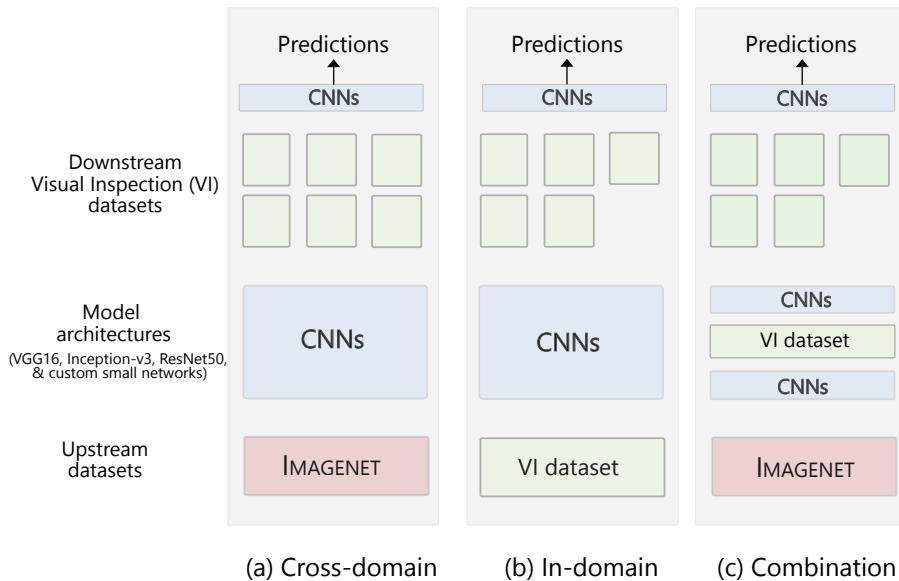 Predictions
Predictions
Predictions
CNNs
CNNs
CNNs
Downstream
Visual Inspection (VI)
datasets
Model
architectures
(VGG16, Inception-v3, ResNet50,
& custom small networks)
CNNs
CNNs
CNNs
VI dataset
CNNs
Upstream
datasets
IMAGENET
VI dataset
IMAGENET
(a) Cross-domain
(b) In-domain
(c) Combination